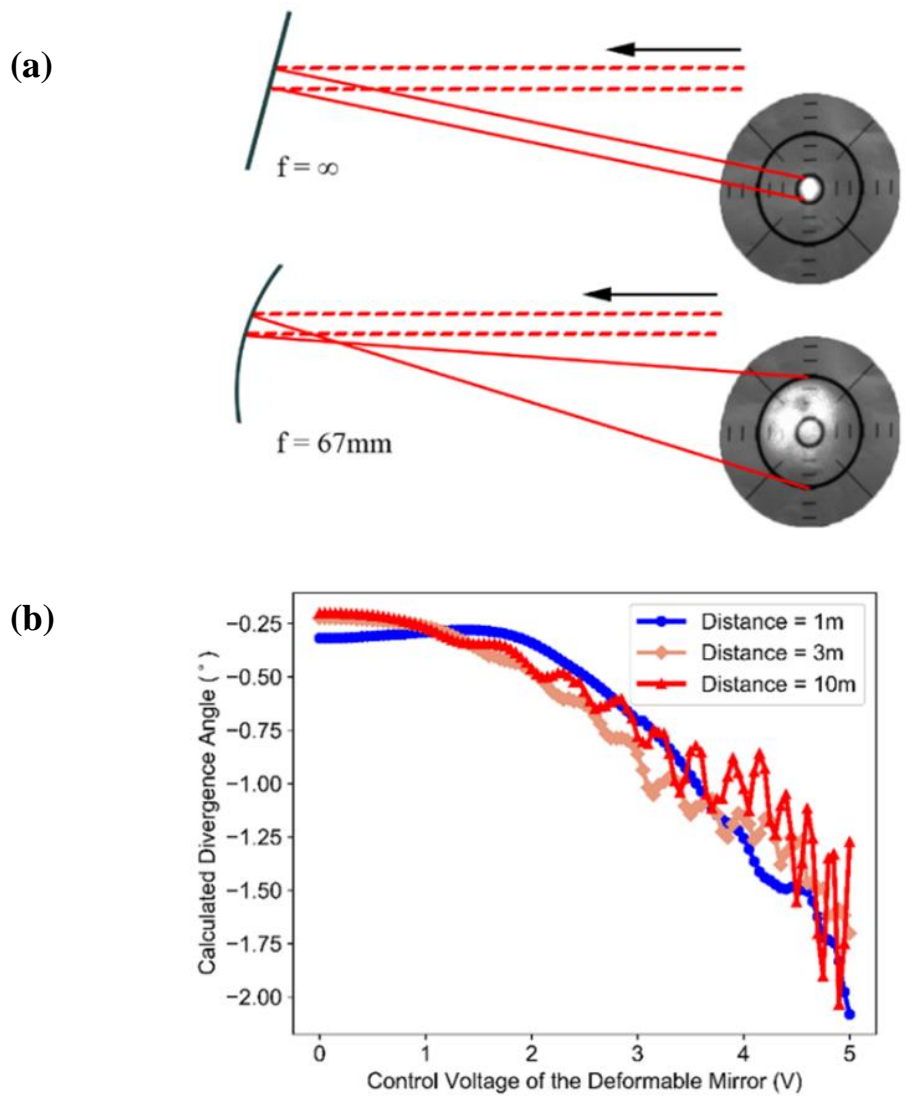 (a)
f = ∞
f = 67mm
(b)
Calculated Divergence Angle (°)
−0.25
−0.50
−0.75
−1.00
−1.25
−1.50
−1.75
−2.00
Distance = 1m
Distance = 3m
Distance = 10m
0 1 2 3 4 5
Control Voltage of the Deformable Mirror (V)